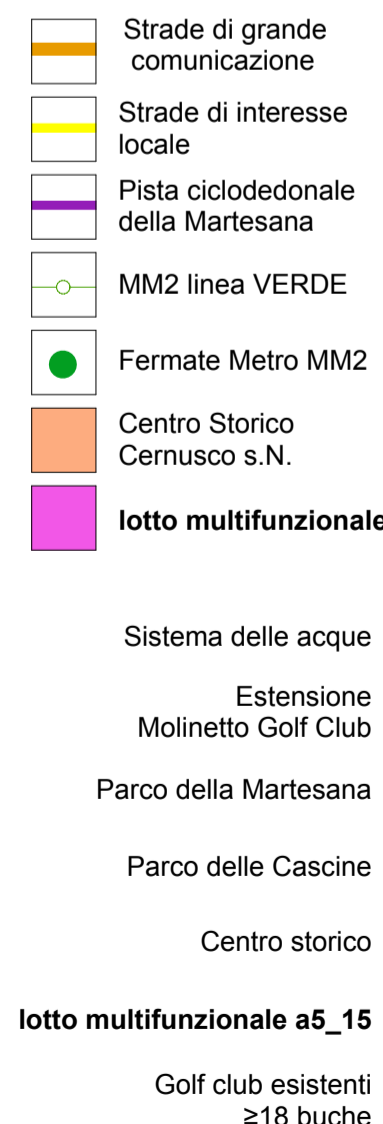 Strade di grande
comunicazione
Strade di interesse
locale
Pista ciclodedonale
della Martesana
MM2 linea VERDE
Fermate Metro MM2
Centro Storico
Cernusco s.N.
lotto multifunzionale
Sistema delle acque
Estensione
Molinetto Golf Club
Parco della Martesana
Parco delle Cascine
Centro storico
lotto multifunzionale a5_15
Golf club esistenti
≥18 buche